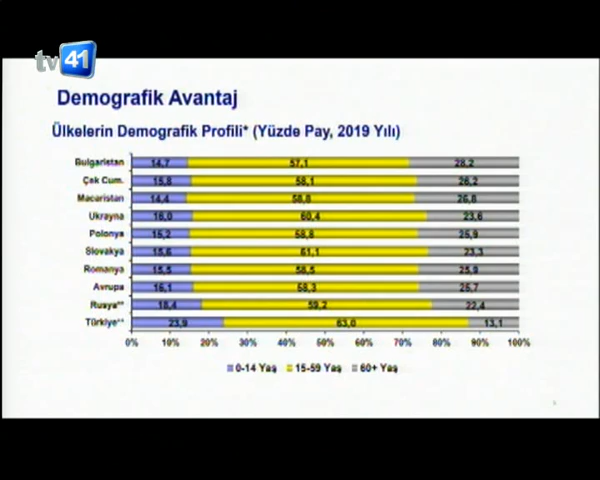 tv41
Demografik Avantaj
Ülkelerin Demografik Profili* (Yüzde Pay, 2019 Yılı)
Bulgaristan 14,7 57,1 28,2
Çek Cum. 15,8 58,1 26,2
Macaristan 14,4 58,8 26,8
Ukrayna 16,0 60,4 23,6
Polonya 15,2 58,8 25,9
Slovakya 15,6 61,1 23,3
Romanya 15,5 58,5 25,9
Avrupa 16,1 58,3 25,7
Rusya** 18,4 59,2 22,4
Türkiye** 23,9 63,0 13,1
0% 10% 20% 30% 40% 50% 60% 70% 80% 90% 100%
0-14 Yaş 15-59 Yaş 60+ Yaş